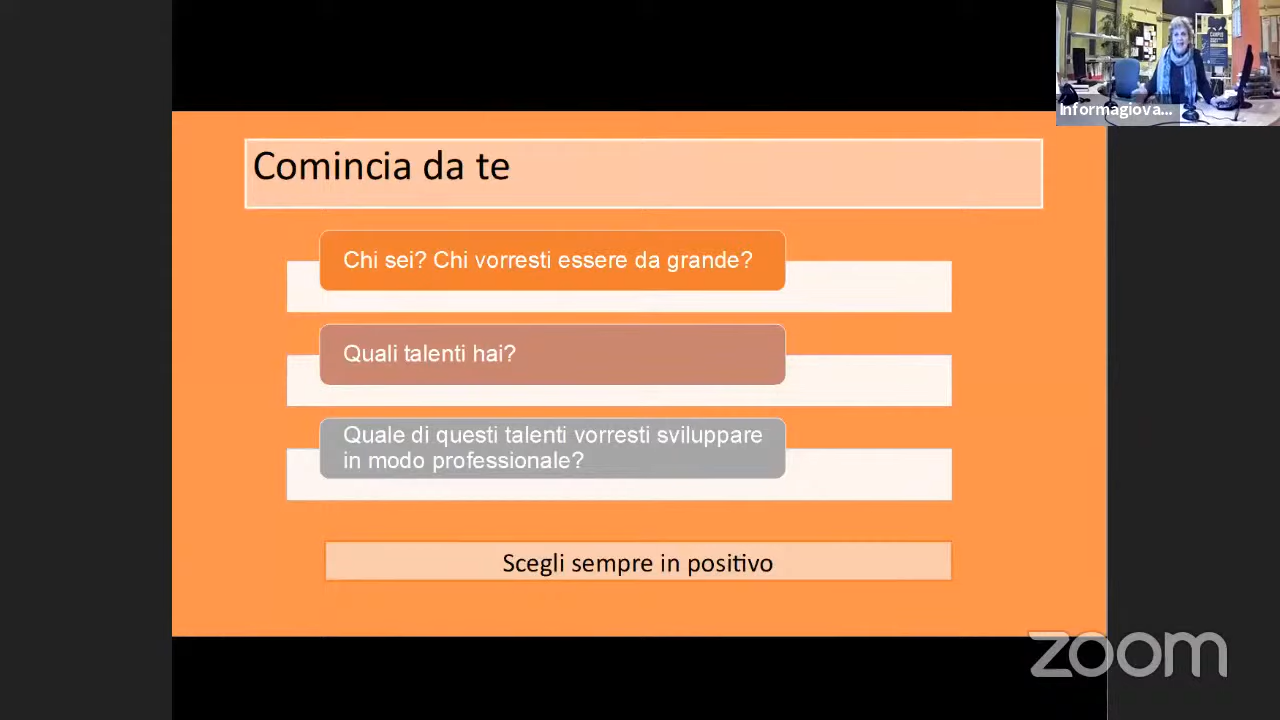 Informagiova...
Comincia da te
Chi sei? Chi vorresti essere da grande?
Quali talenti hai?
Quale di questi talenti vorresti sviluppare
in modo professionale?
Scegli sempre in positivo
zoom